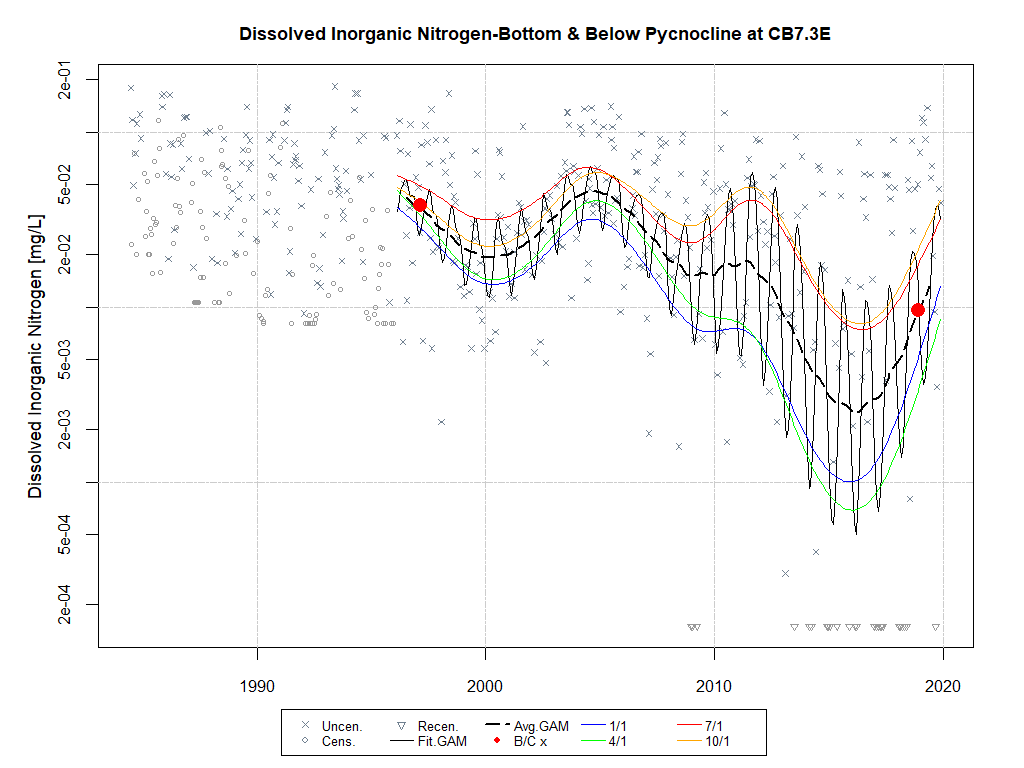 Dissolved Inorganic Nitrogen-Bottom & Below Pycnocline at CB7.3E
Dissolved Inorganic Nitrogen [mg/L]
2e-01
5e-02
2e-02
5e-03
2e-03
5e-04
2e-04
1990 2000 2010 2020
Uncen. Recen. Avg.GAM 1/1 7/1
Cens. Fit.GAM B/C x 4/1 10/1